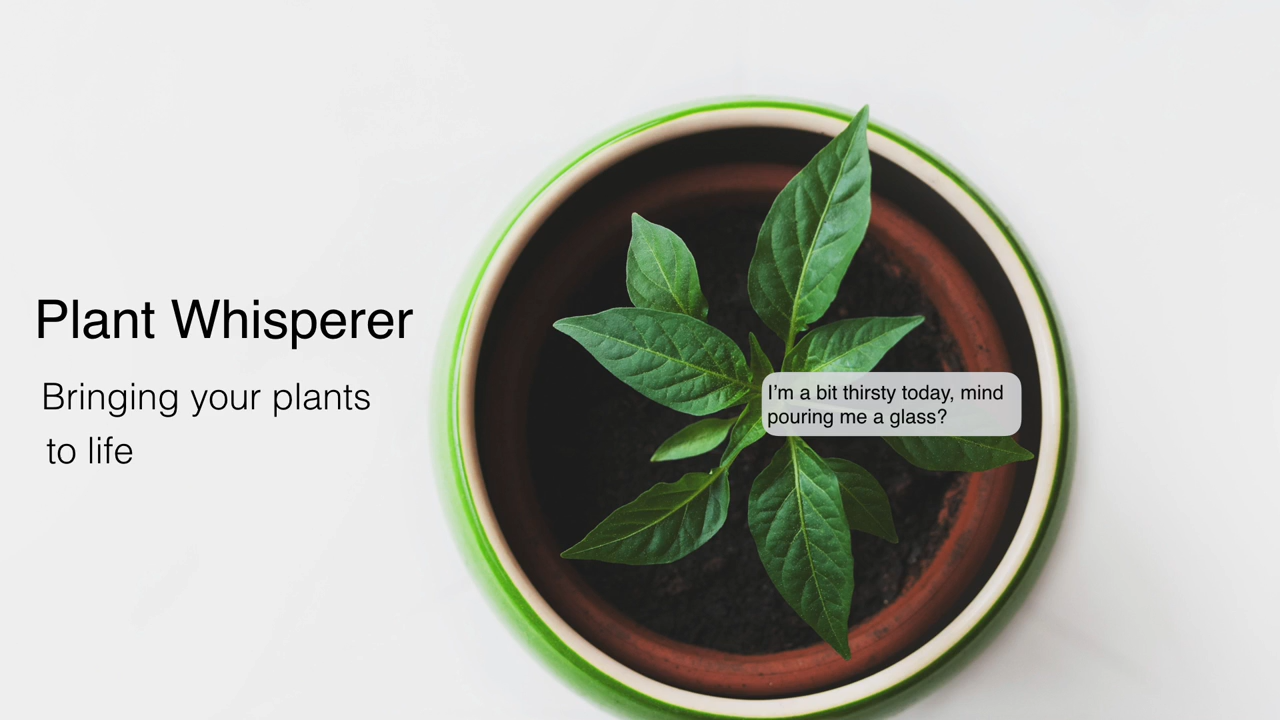 Plant Whisperer
Bringing your plants
to life
I’m a bit thirsty today, mind
pouring me a glass?